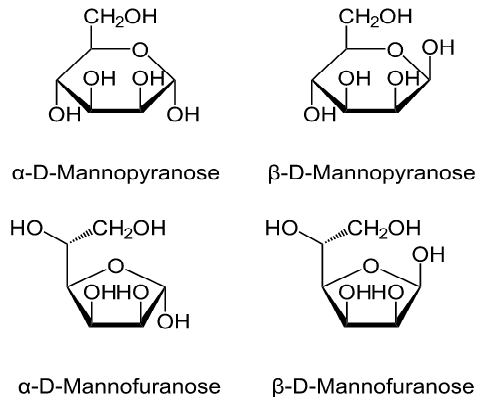 CH2OH
CH2OH
O
O
OH
OH OH
OH OH
OH OH
OH
α-D-Mannopyranose
β-D-Mannopyranose
HO CH2OH
HO CH2OH
OH
O
O
OHHO
OHHO
OH
α-D-Mannofuranose
β-D-Mannofuranose